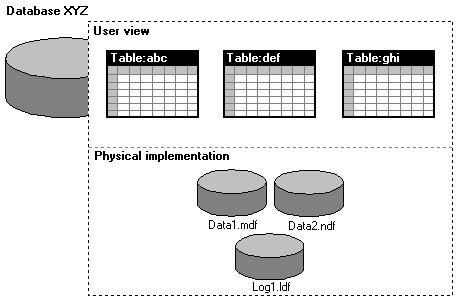 Database XYZ
User view
Table:abc Table:def Table:ghi
Physical implementation
Data1.mdf Data2.ndf
Log1.ldf